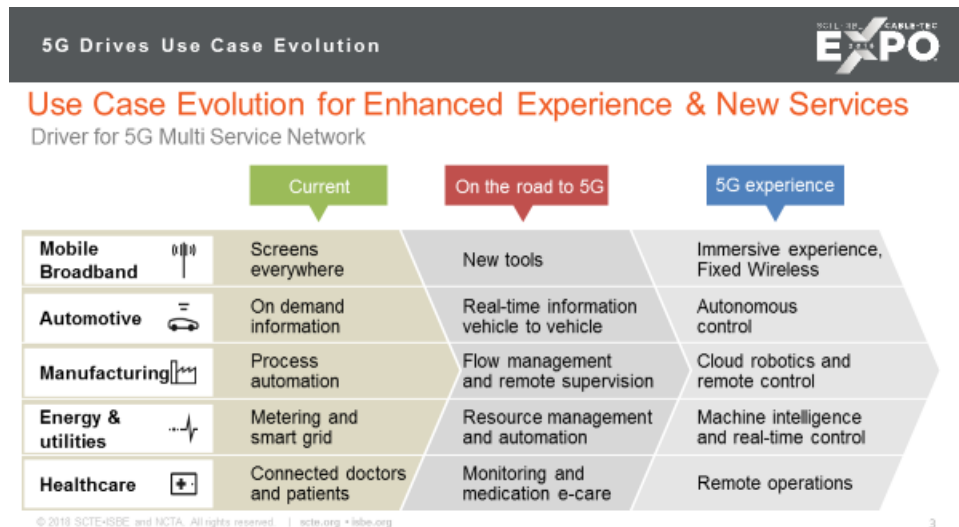 5G Drives Use Case Evolution
SCTE·ISBE CABLE-TEC
EXPO
2018
Use Case Evolution for Enhanced Experience & New Services
Driver for 5G Multi Service Network
Current
On the road to 5G
5G experience
Mobile
Broadband
Screens
everywhere
New tools
Immersive experience,
Fixed Wireless
Automotive
On demand
information
Real-time information
vehicle to vehicle
Autonomous
control
Manufacturing
Process
automation
Flow management
and remote supervision
Cloud robotics and
remote control
Energy &
utilities
Metering and
smart grid
Resource management
and automation
Machine intelligence
and real-time control
Healthcare
Connected doctors
and patients
Monitoring and
medication e-care
Remote operations
© 2018 SCTE•ISBE and NCTA. All rights reserved. | scte.org • isbe.org
3